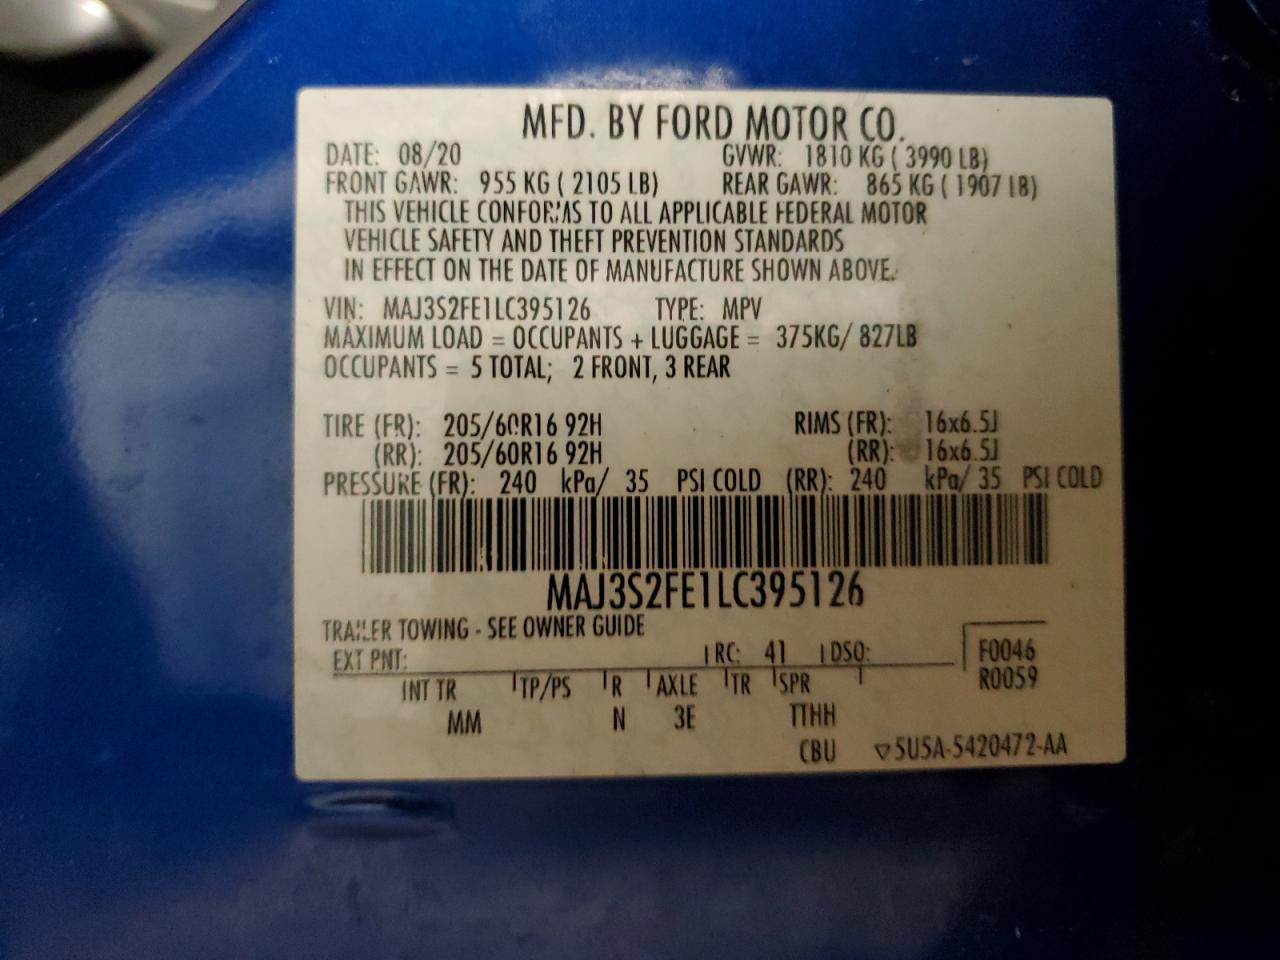 MFD. BY FORD MOTOR CO.
DATE: 08/20 GVWR: 1810 KG ( 3990 LB)
FRONT GAWR: 955 KG ( 2105 LB) REAR GAWR: 865 KG ( 1907 LB)
THIS VEHICLE CONFORMS TO ALL APPLICABLE FEDERAL MOTOR
VEHICLE SAFETY AND THEFT PREVENTION STANDARDS
IN EFFECT ON THE DATE OF MANUFACTURE SHOWN ABOVE.
VIN: MAJ3S2FE1LC395126 TYPE: MPV
MAXIMUM LOAD = OCCUPANTS + LUGGAGE = 375KG/ 827LB
OCCUPANTS = 5 TOTAL; 2 FRONT, 3 REAR
TIRE (FR): 205/60R16 92H RIMS (FR): 16x6.5J
(RR): 205/60R16 92H (RR): 16x6.5J
PRESSURE (FR): 240 kPa/ 35 PSI COLD (RR): 240 kPa/ 35 PSI COLD
MAJ3S2FE1LC395126
TRAILER TOWING - SEE OWNER GUIDE
EXT PNT: RC: 41 DSO: F0046
R0059
INT TR TP/PS R AXLE TR SPR
MM N 3E TTHH
CBU ▽5U5A-5420472-AA